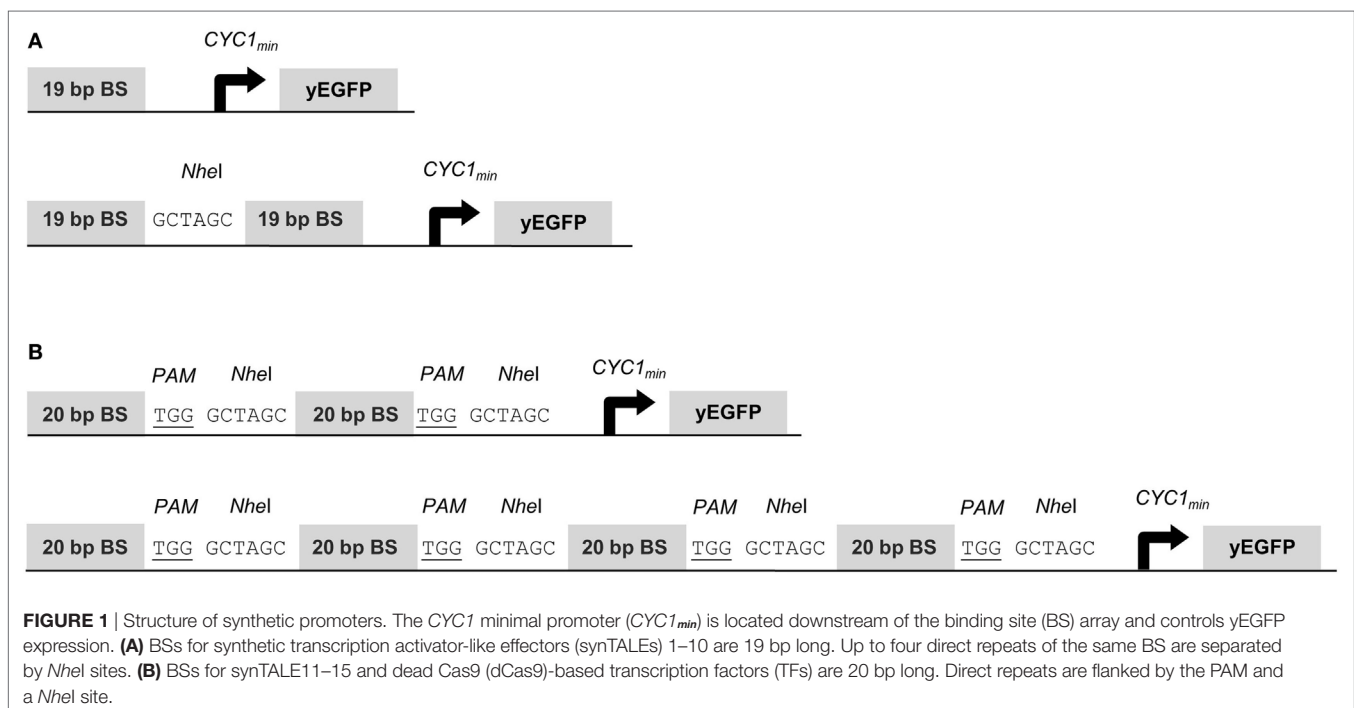 A
CYC1min
19 bp BS
yEGFP
NheI
CYC1min
19 bp BS GCTAGC 19 bp BS
yEGFP
B
PAM NheI PAM NheI CYC1min
20 bp BS TGG GCTAGC 20 bp BS TGG GCTAGC yEGFP
PAM NheI PAM NheI PAM NheI PAM NheI CYC1min
20 bp BS TGG GCTAGC 20 bp BS TGG GCTAGC 20 bp BS TGG GCTAGC 20 bp BS TGG GCTAGC yEGFP
FIGURE 1 | Structure of synthetic promoters. The CYC1 minimal promoter (CYC1min) is located downstream of the binding site (BS) array and controls yEGFP
expression. (A) BSs for synthetic transcription activator-like effectors (synTALEs) 1–10 are 19 bp long. Up to four direct repeats of the same BS are separated
by NheI sites. (B) BSs for synTALE11–15 and dead Cas9 (dCas9)-based transcription factors (TFs) are 20 bp long. Direct repeats are flanked by the PAM and
a NheI site.